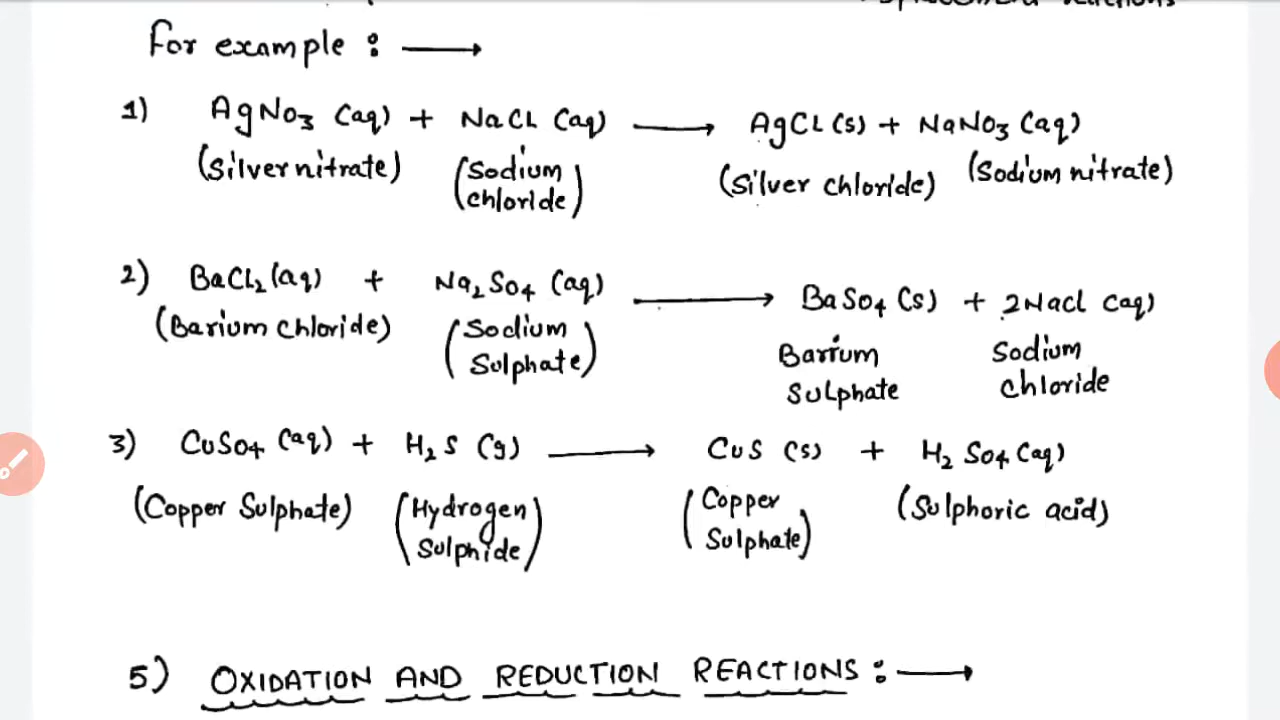 For example : ⟶
1) AgNO3 (aq) + NaCl (aq) ⟶ AgCl (s) + NaNO3 (aq)
(Silver nitrate) (Sodium chloride) (Silver chloride) (Sodium nitrate)
2) BaCl2 (aq) + Na2SO4 (aq) ⟶ BaSO4 (s) + 2NaCl (aq)
(Barium chloride) (Sodium Sulphate) Barium Sulphate Sodium chloride
3) CuSO4 (aq) + H2S (g) ⟶ CuS (s) + H2SO4 (aq)
(Copper Sulphate) (Hydrogen Sulphide) (Copper Sulphate) (Sulphoric acid)
5) OXIDATION AND REDUCTION REACTIONS : ⟶